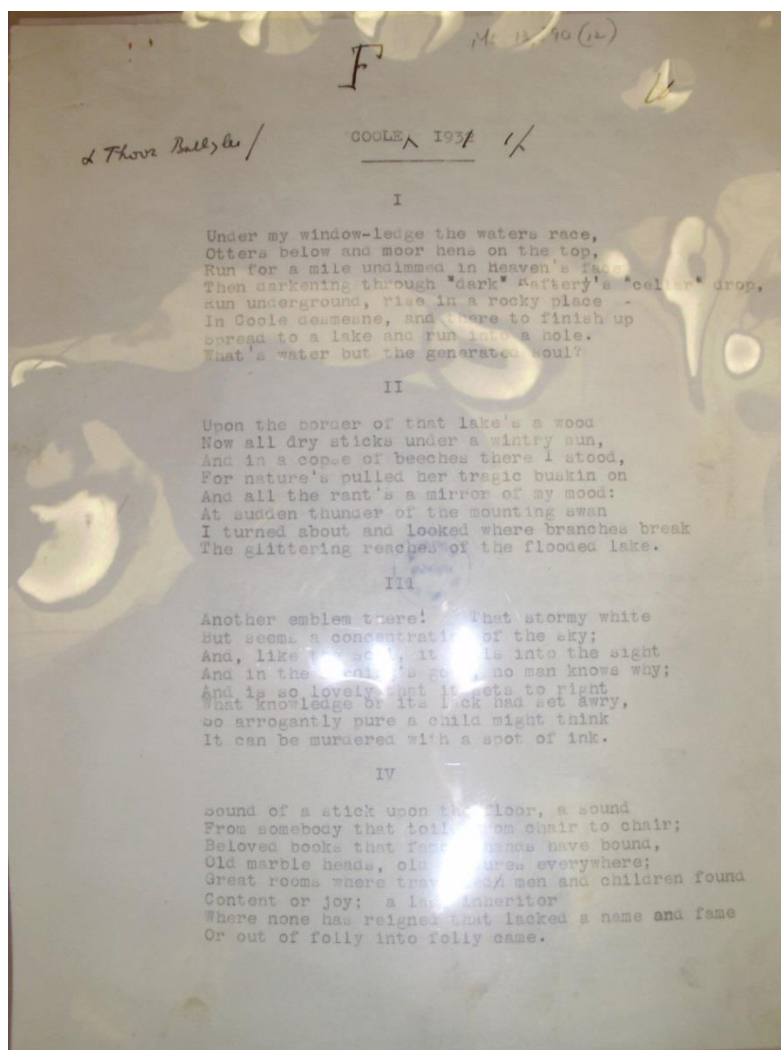 F
Ms 13,590 (12)
& Thoor Ballylee /
COOLE, 193
I
Under my window-ledge the waters race,
Otters below and moor hens on the top,
Run for a mile undimmed in heaven's face
Then darkening through "dark" Raftery's "cellar" drop,
Run underground, rise in a rocky place
In Coole desmesne, and there to finish up
Spread to a lake and run into a hole.
What's water but the generated soul?
II
Upon the border of that lake's a wood
Now all dry sticks under a wintry sun,
And in a copse of beeches there I stood,
For nature's pulled her tragic buskin on
And all the rant's a mirror of my mood:
At sudden thunder of the mounting swan
I turned about and looked where branches break
The glittering reaches of the flooded lake.
III
Another emblem there! That stormy white
But seems a concentration of the sky;
And, like the soul, it sails into the sight
And in the morning's gone, no man knows why;
And is so lovely that it sets to right
What knowledge or its lack had set awry,
So arrogantly pure a child might think
It can be murdered with a spot of ink.
IV
Sound of a stick upon the floor, a sound
From somebody that toils from chair to chair;
Beloved books that famous hands have bound,
Old marble heads, old pictures everywhere;
Great rooms where travelled men and children found
Content or joy; a last inheritor
Where none has reigned that lacked a name and fame
Or out of folly into folly came.